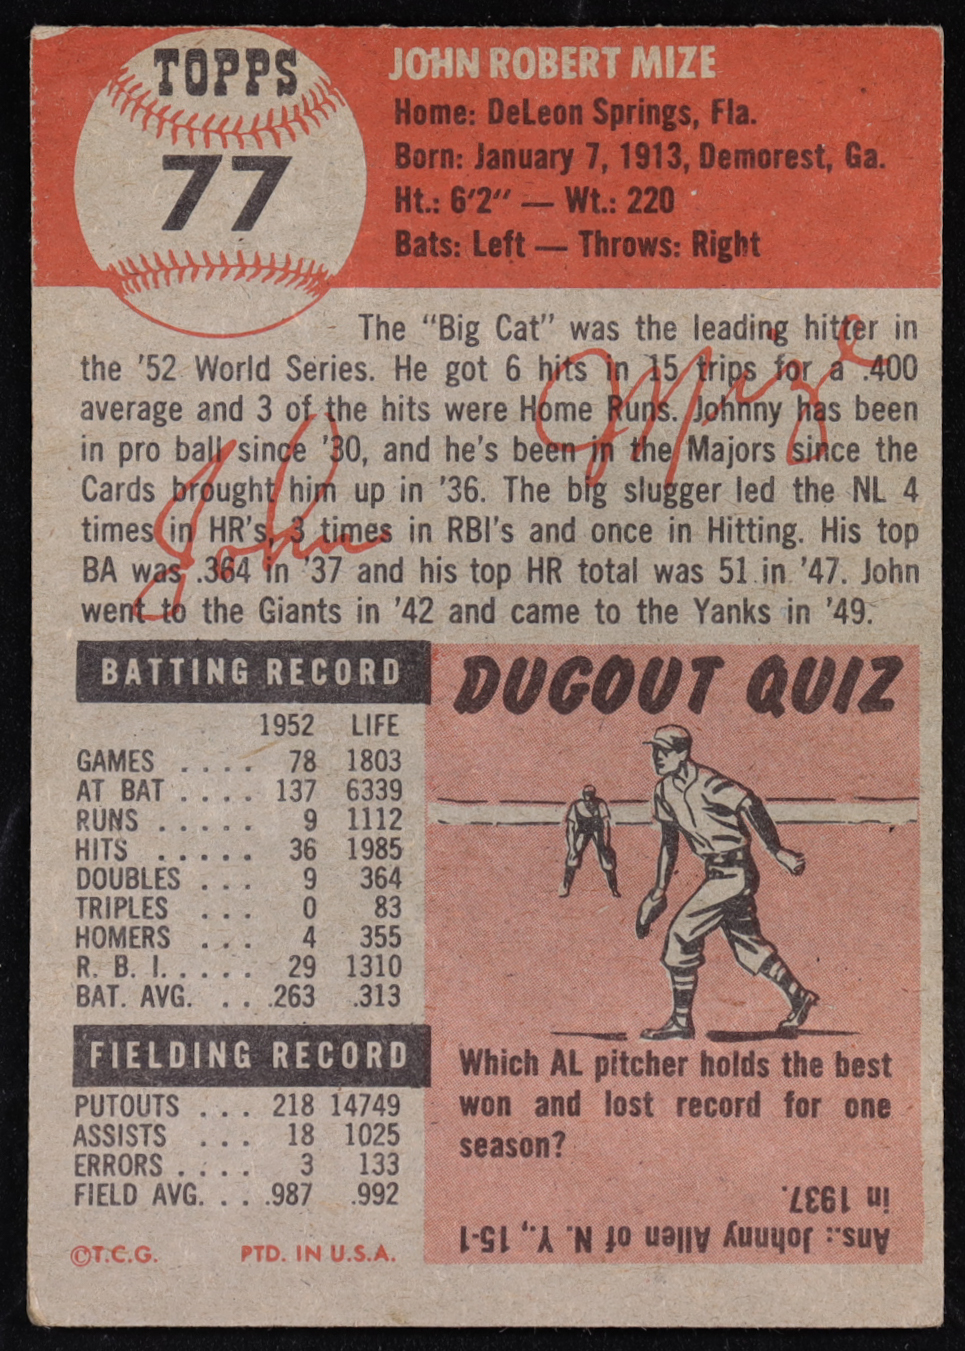 TOPPS
77
JOHN ROBERT MIZE
Home: DeLeon Springs, Fla.
Born: January 7, 1913, Demorest, Ga.
Ht.: 6'2" — Wt.: 220
Bats: Left — Throws: Right
The "Big Cat" was the leading hitter in
the '52 World Series. He got 6 hits in 15 trips for a .400
average and 3 of the hits were Home Runs. Johnny has been
in pro ball since '30, and he's been in the Majors since the
Cards brought him up in '36. The big slugger led the NL 4
times in HR's, 3 times in RBI's and once in Hitting. His top
BA was .364 in '37 and his top HR total was 51 in '47. John
went to the Giants in '42 and came to the Yanks in '49.
John Mize
BATTING RECORD
1952 LIFE
GAMES .... 78 1803
AT BAT .... 137 6339
RUNS ..... 9 1112
HITS ..... 36 1985
DOUBLES ... 9 364
TRIPLES ... 0 83
HOMERS ... 4 355
R. B. I. .... 29 1310
BAT. AVG. ... .263 .313
FIELDING RECORD
PUTOUTS ... 218 14749
ASSISTS ... 18 1025
ERRORS .... 3 133
FIELD AVG. ... .987 .992
©T.C.G. PTD. IN U.S.A.
DUGOUT QUIZ
Which AL pitcher holds the best
won and lost record for one
season?
Ans.: Johnny Allen of N. Y., 15-1
in 1937.